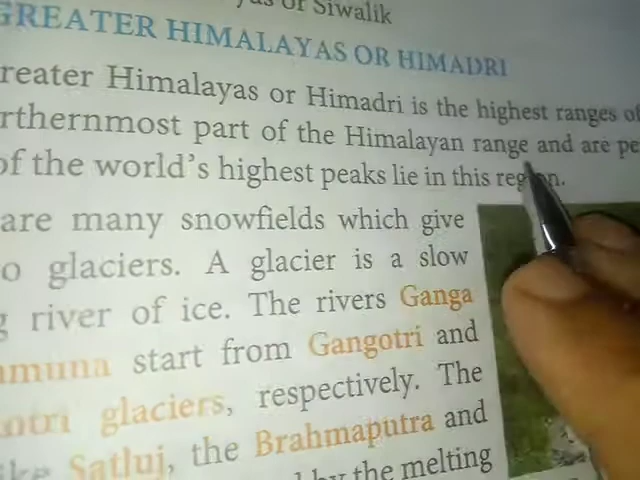 or Siwalik
GREATER HIMALAYAS OR HIMADRI
reater Himalayas or Himadri is the highest ranges of
rthernmost part of the Himalayan range and are pe
of the world's highest peaks lie in this region.
are many snowfields which give
o glaciers. A glacier is a slow
g river of ice. The rivers Ganga
muna start from Gangotri and
otri glaciers, respectively. The
ke Satluj, the Brahmaputra and
by the melting